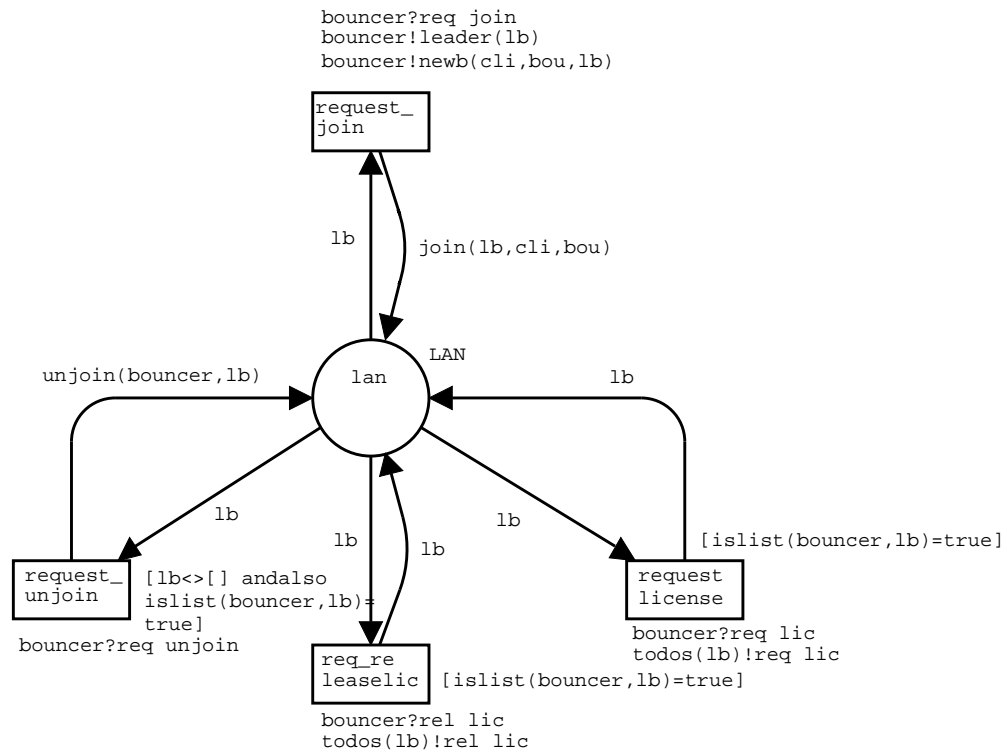 bouncer?req join
bouncer!leader(lb)
bouncer!newb(cli,bou,lb)
request_
join
lb
join(lb,cli,bou)
LAN
lan
unjoin(bouncer,lb)
lb
lb
lb
lb
lb
[islist(bouncer,lb)=true]
request_
unjoin
[lb<>[] andalso
islist(bouncer,lb)=
true]
bouncer?req unjoin
request
license
bouncer?req lic
todos(lb)!req lic
req_re
leaselic
[islist(bouncer,lb)=true]
bouncer?rel lic
todos(lb)!rel lic